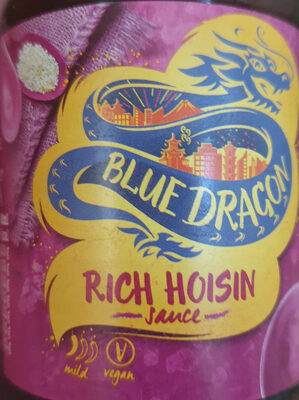 BLUE DRAGON
RICH HOISIN
sauce
mild
V
vegan